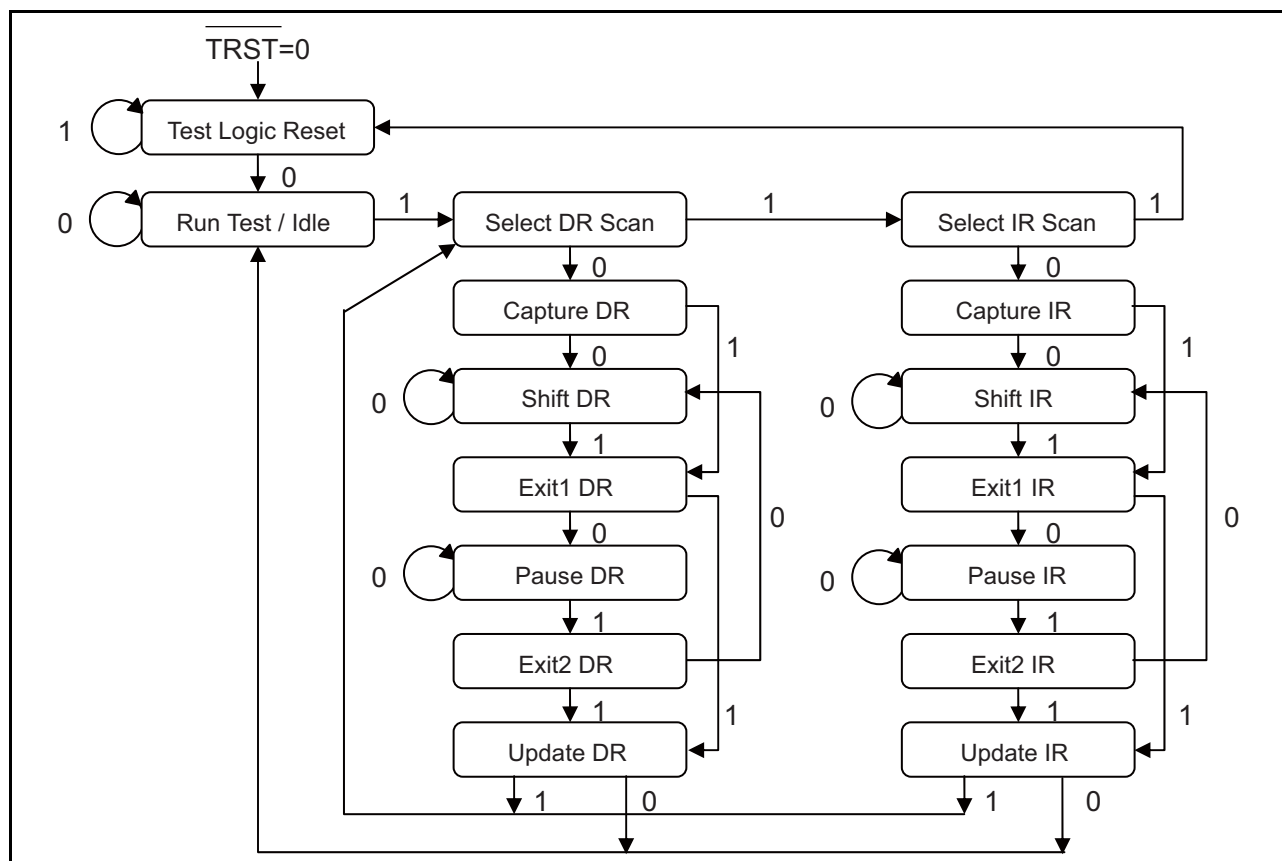 TRST=0
1
Test Logic Reset
0
0
Run Test / Idle
1
Select DR Scan
1
Select IR Scan
1
0
0
Capture DR
Capture IR
1
1
0
0
0
Shift DR
0
Shift IR
1
1
Exit1 DR
Exit1 IR
0
0
0
0
0
Pause DR
0
Pause IR
1
1
Exit2 DR
Exit2 IR
1
1
1
1
Update DR
Update IR
1
0
1
0